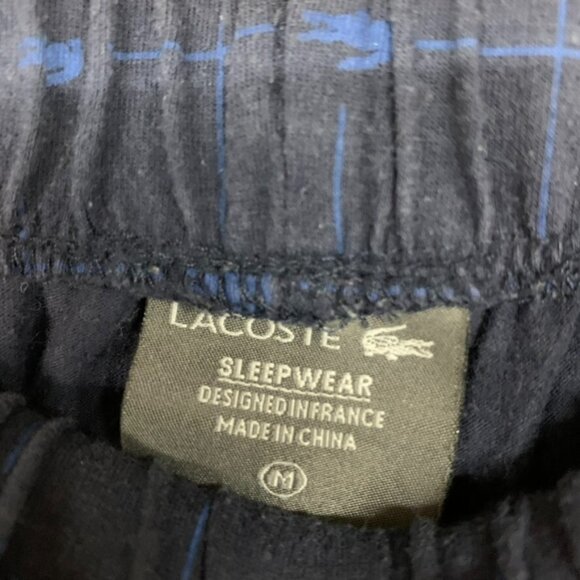 LACOSTE
SLEEPWEAR
DESIGNED IN FRANCE
MADE IN CHINA
M